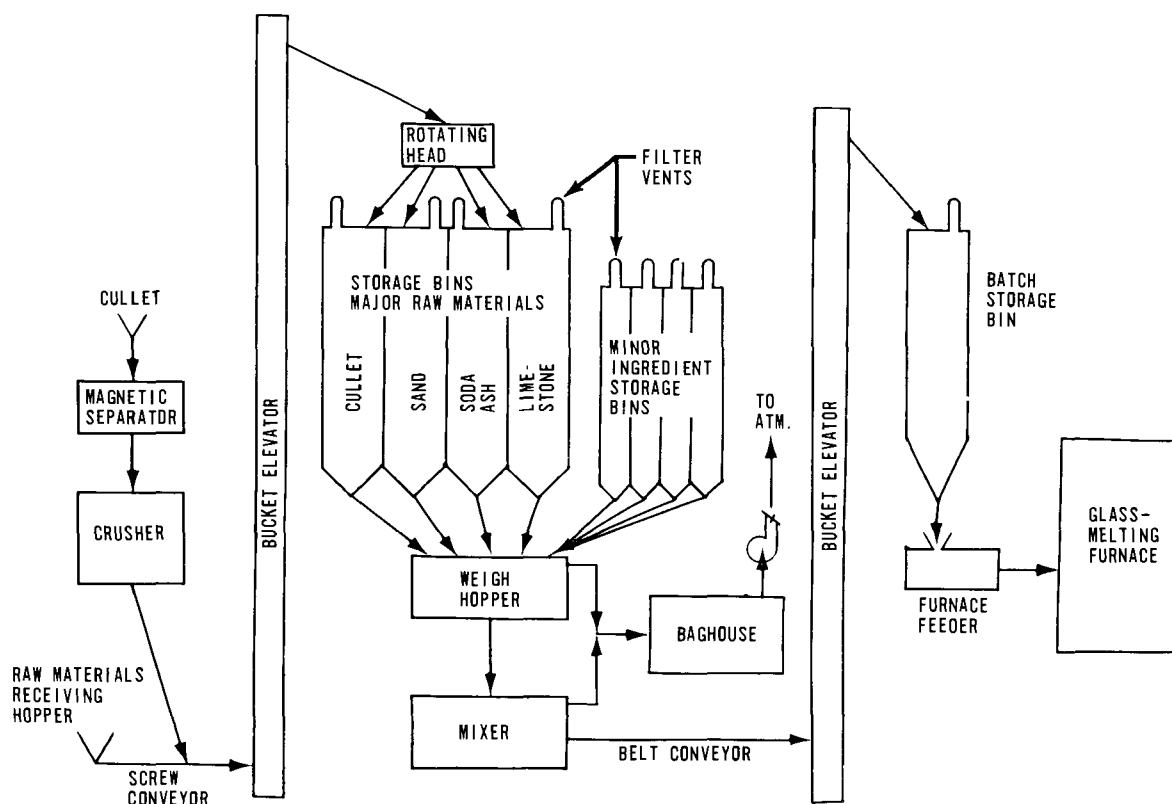 CULLET
MAGNETIC
SEPARATOR
CRUSHER
RAW MATERIALS
RECEIVING
HOPPER
SCREW
CONVEYOR
BUCKET ELEVATOR
ROTATING
HEAD
FILTER
VENTS
STORAGE BINS
MAJOR RAW MATERIALS
CULLET
SAND
SODA
ASH
LIME-
STONE
MINOR
INGREDIENT
STORAGE
BINS
WEIGH
HOPPER
MIXER
BAGHOUSE
TO
ATM.
BELT CONVEYOR
BUCKET ELEVATOR
BATCH
STORAGE
BIN
FURNACE
FEEDER
GLASS-
MELTING
FURNACE